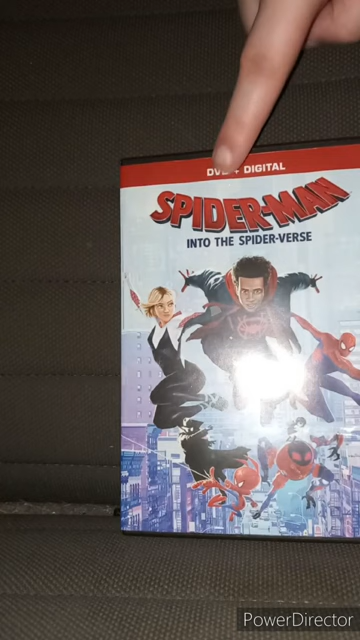 DVD + DIGITAL
SPIDER-MAN
INTO THE SPIDER-VERSE
PowerDirector